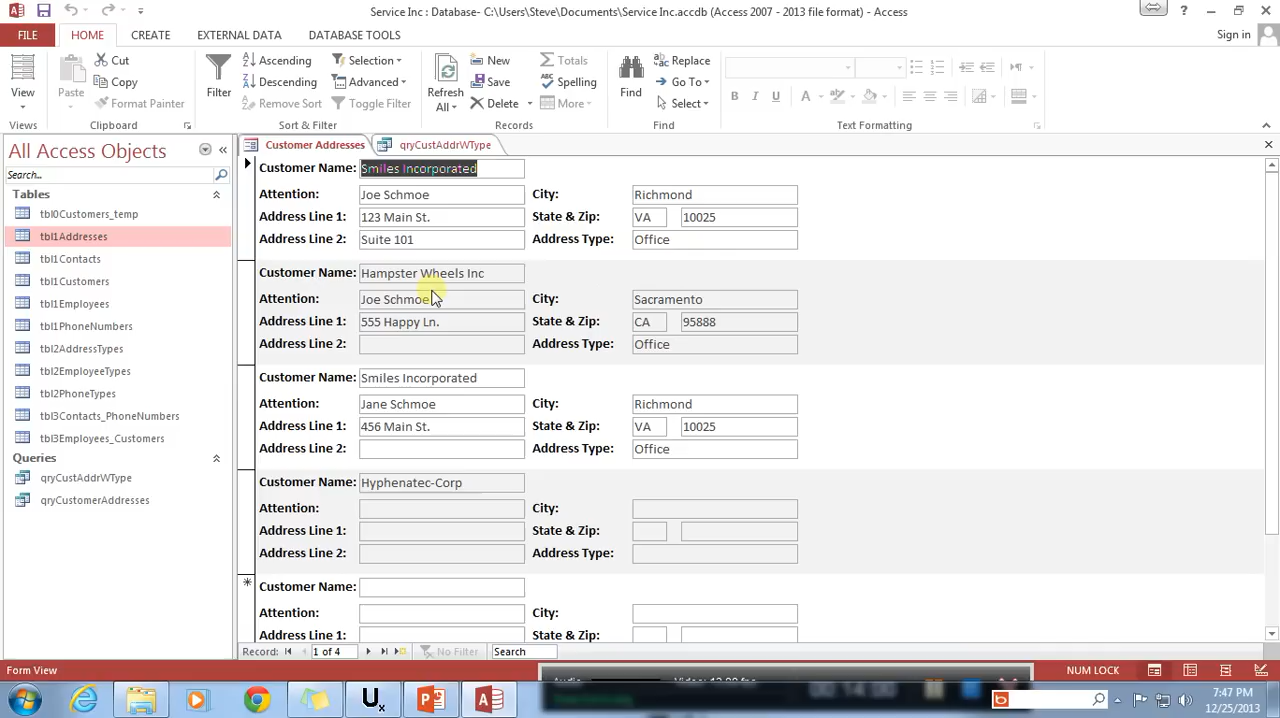 Service Inc : Database- C:\Users\Steve\Documents\Service Inc.accdb (Access 2007 - 2013 file format) - Access
FILE HOME CREATE EXTERNAL DATA DATABASE TOOLS Sign in
View
Views
Paste
Cut
Copy
Format Painter
Clipboard
Filter
Ascending
Descending
Remove Sort
Selection
Advanced
Toggle Filter
Sort & Filter
Refresh All
New
Save
Delete
Totals
Spelling
More
Records
Find
Replace
Go To
Select
Find
B I U A
Text Formatting
All Access Objects
Search...
Tables
tbl0Customers_temp
tbl1Addresses
tbl1Contacts
tbl1Customers
tbl1Employees
tbl1PhoneNumbers
tbl2AddressTypes
tbl2EmployeeTypes
tbl2PhoneTypes
tbl3Contacts_PhoneNumbers
tbl3Employees_Customers
Queries
qryCustAddrWType
qryCustomerAddresses
Customer Addresses qryCustAddrWType
Customer Name: Smiles Incorporated
Attention: Joe Schmoe City: Richmond
Address Line 1: 123 Main St. State & Zip: VA 10025
Address Line 2: Suite 101 Address Type: Office
Customer Name: Hampster Wheels Inc
Attention: Joe Schmoe City: Sacramento
Address Line 1: 555 Happy Ln. State & Zip: CA 95888
Address Line 2: Address Type: Office
Customer Name: Smiles Incorporated
Attention: Jane Schmoe City: Richmond
Address Line 1: 456 Main St. State & Zip: VA 10025
Address Line 2: Address Type: Office
Customer Name: Hyphenatec-Corp
Attention: City:
Address Line 1: State & Zip:
Address Line 2: Address Type:
Customer Name:
Attention: City:
Address Line 1: State & Zip:
Record: 1 of 4 No Filter Search
Form View NUM LOCK
7:47 PM
12/25/2013